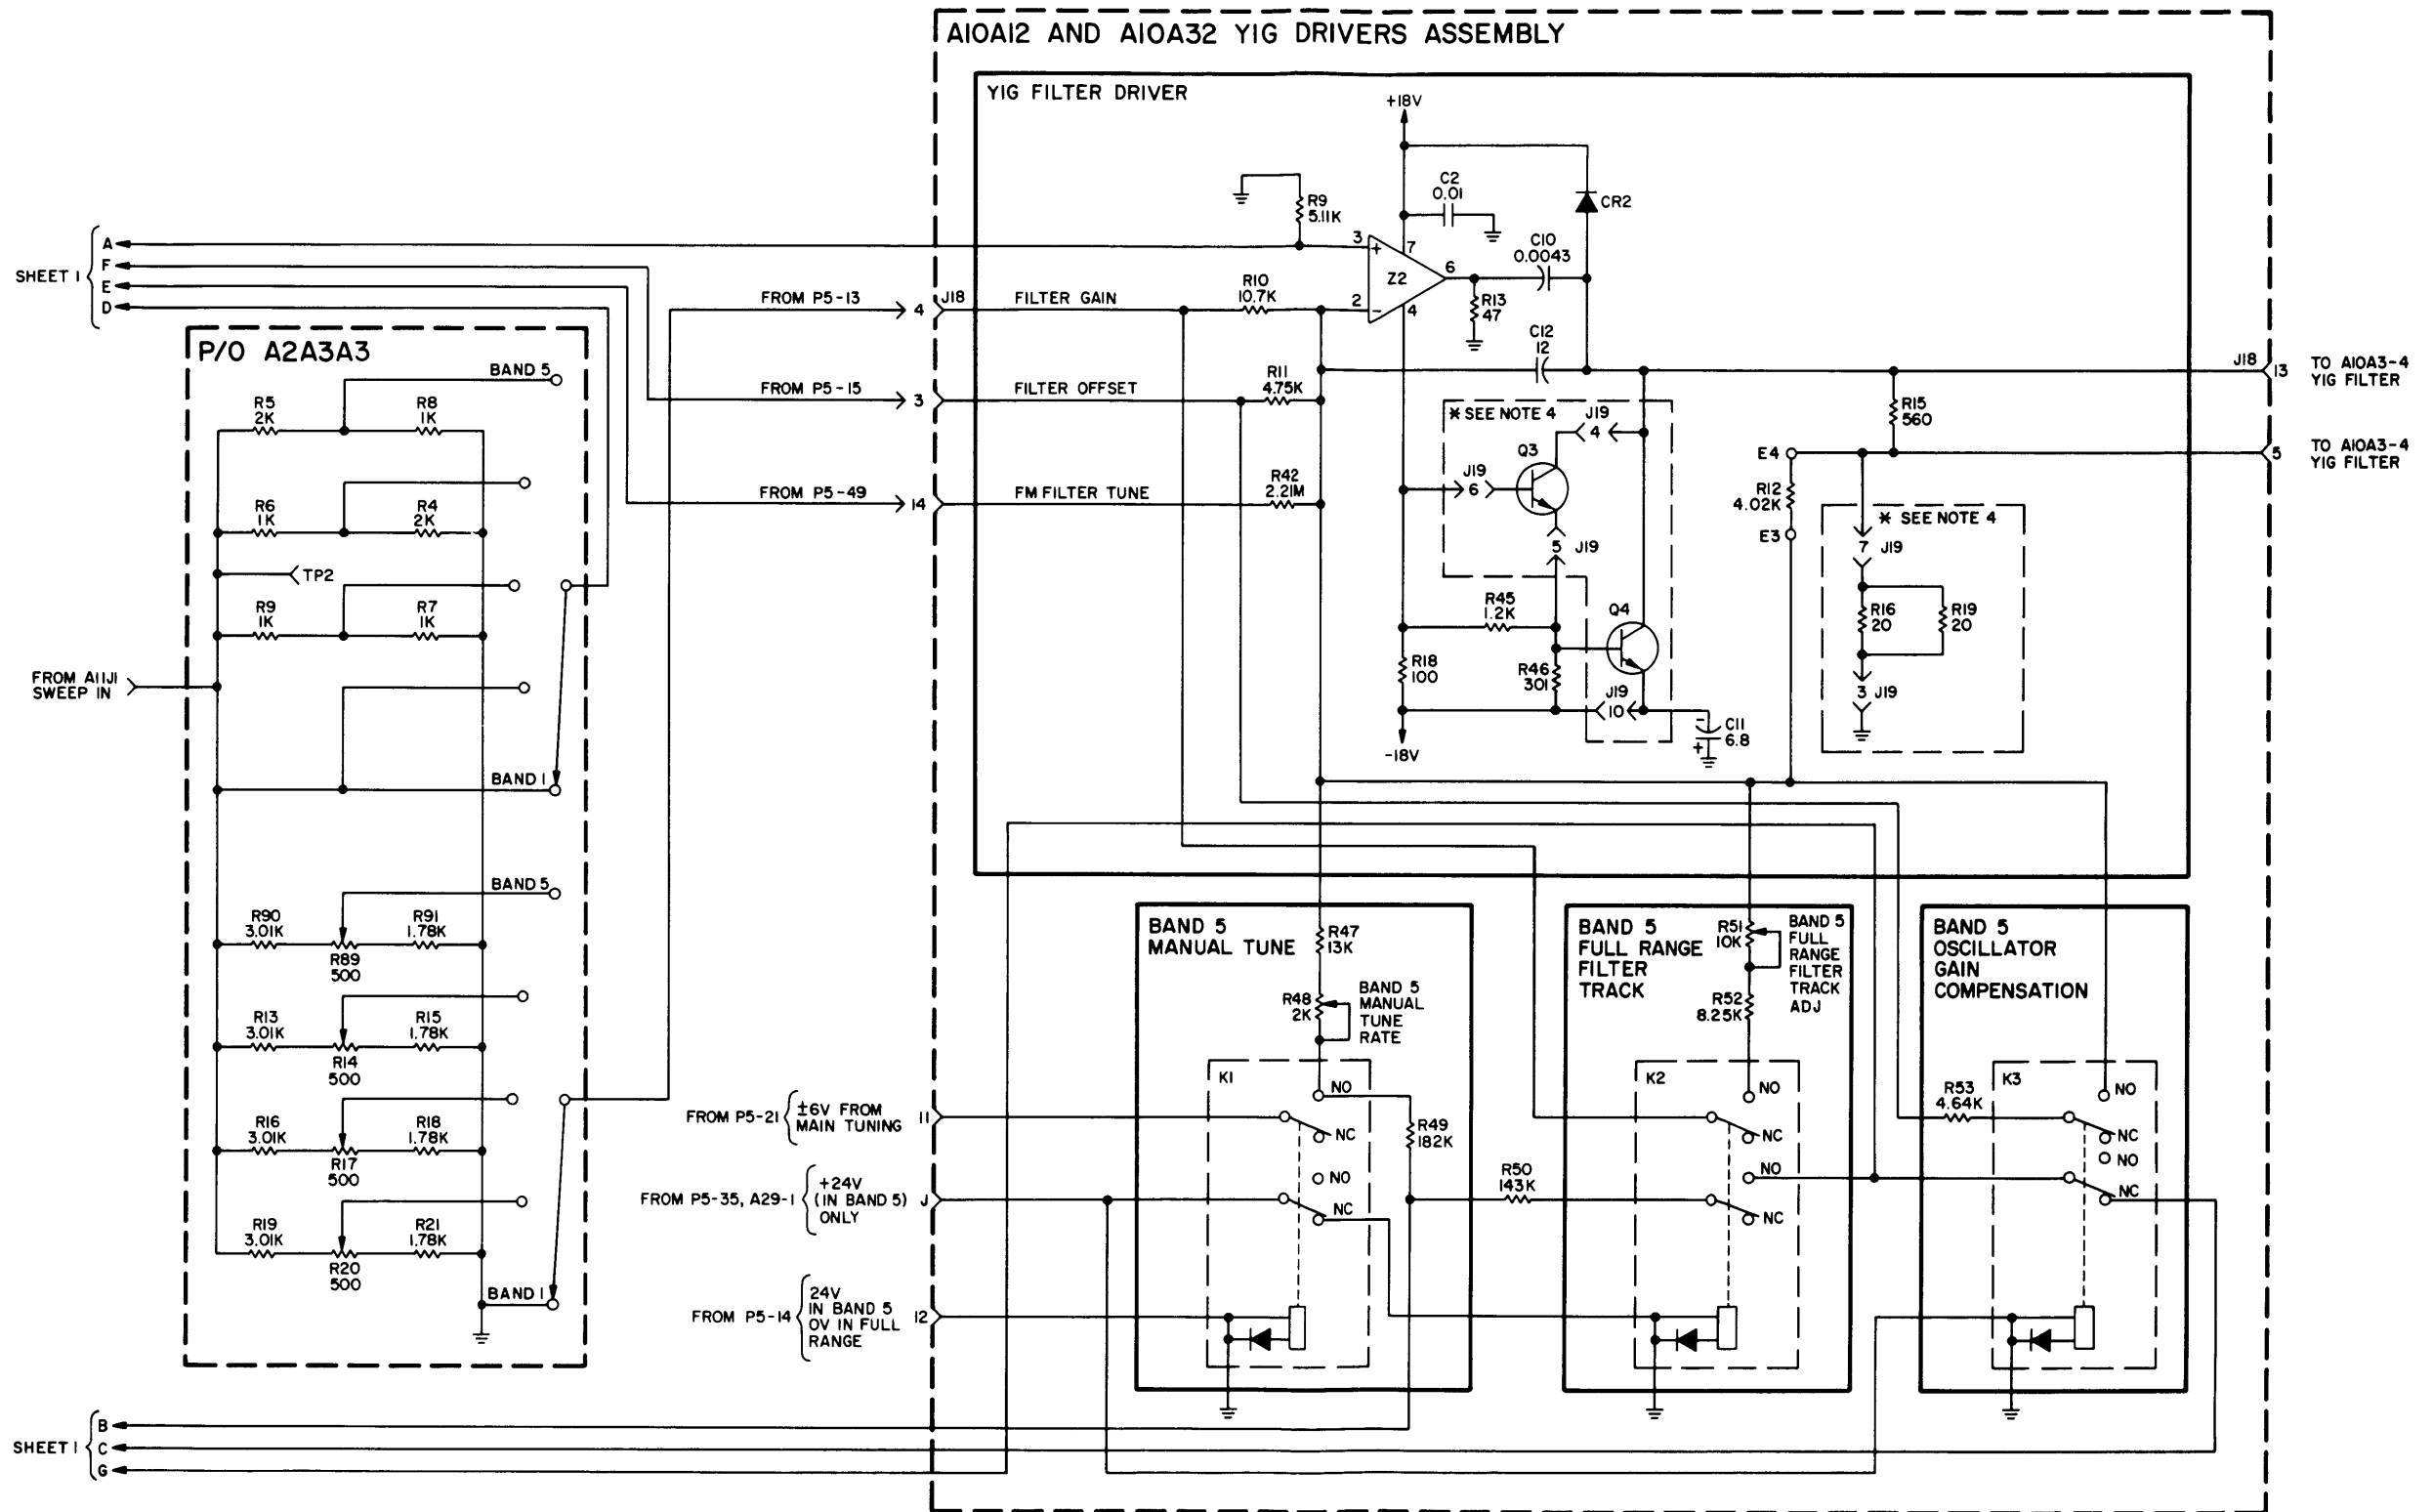 A10A12 AND A10A32 YIG DRIVERS ASSEMBLY
YIG FILTER DRIVER
+18V
R9
5.11K
C2
0.01
CR2
3
+
7
Z2
6
2
-
4
C10
0.0043
R13
47
SHEET 1
A
F
E
D
FROM P5-13
4
J18
FILTER GAIN
R10
10.7K
C12
12
J18
13
TO A10A3-4
YIG FILTER
FROM P5-15
3
FILTER OFFSET
R11
4.75K
* SEE NOTE 4
J19
4
Q3
J19
6
5 J19
R15
560
5
TO A10A3-4
YIG FILTER
FROM P5-49
14
FM FILTER TUNE
R42
2.21M
E4
R12
4.02K
E3
* SEE NOTE 4
7 J19
R16
20
R19
20
3 J19
R45
1.2K
Q4
R18
100
R46
301
J19
10
-
C11
6.8
+
-18V
P/O A2A3A3
BAND 5
R5
2K
R8
1K
R6
1K
R4
2K
TP2
R9
1K
R7
1K
FROM A11J1
SWEEP IN
BAND 1
BAND 5
R90
3.01K
R91
1.78K
R89
500
R13
3.01K
R15
1.78K
R14
500
R16
3.01K
R18
1.78K
R17
500
R19
3.01K
R21
1.78K
R20
500
BAND 1
BAND 5
MANUAL TUNE
R47
13K
R48
2K
BAND 5
MANUAL
TUNE
RATE
K1
NO
NC
NO
NC
R49
182K
FROM P5-21
±6V FROM
MAIN TUNING
11
FROM P5-35, A29-1
+24V
(IN BAND 5)
ONLY
J
FROM P5-14
24V
IN BAND 5
0V IN FULL
RANGE
12
BAND 5
FULL RANGE
FILTER
TRACK
R51
10K
BAND 5
FULL
RANGE
FILTER
TRACK
ADJ
R52
8.25K
R50
143K
K2
NO
NC
NO
NC
BAND 5
OSCILLATOR
GAIN
COMPENSATION
R53
4.64K
K3
NO
NC
NO
NC
SHEET 1
B
C
G